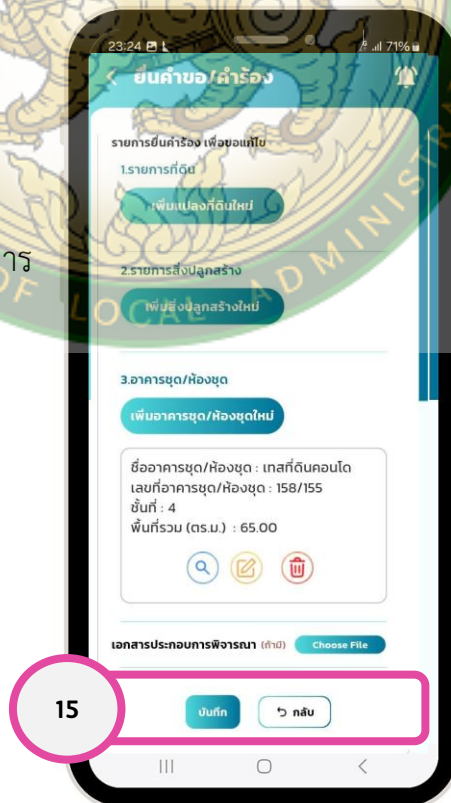 23:24
71%
ยื่นคำขอ/คำร้อง
รายการยื่นคำร้อง เพื่อขอแก้ไข
1.รายการที่ดิน
เพิ่มแปลงที่ดินใหม่
าร
2.รายการสิ่งปลูกสร้าง
เพิ่มสิ่งปลูกสร้างใหม่
OF LOCAL ADMINISTR
3.อาคารชุด/ห้องชุด
เพิ่มอาคารชุด/ห้องชุดใหม่
ชื่ออาคารชุด/ห้องชุด : เทสที่ดินคอนโด
เลขที่อาคารชุด/ห้องชุด : 158/155
ชั้นที่ : 4
พื้นที่รวม (ตร.ม.) : 65.00
เอกสารประกอบการพิจารณา (ถ้ามี) Choose File
15
บันทึก กลับ